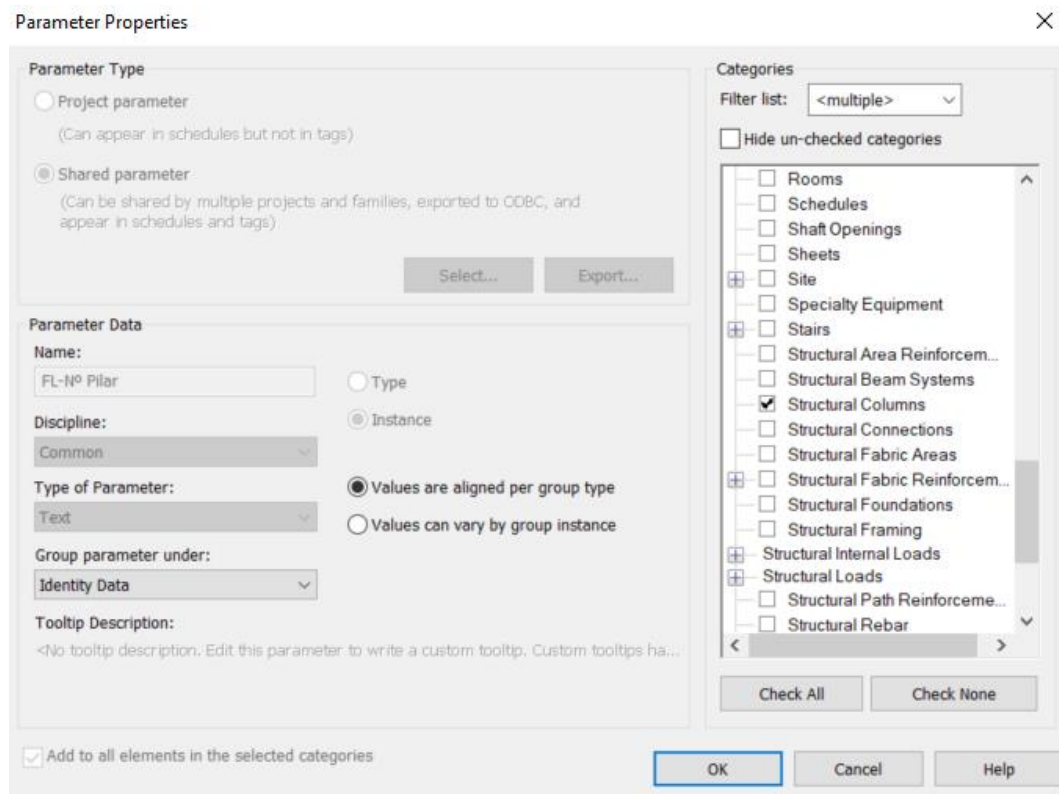 Parameter Properties
Parameter Type
Project parameter
(Can appear in schedules but not in tags)
Shared parameter
(Can be shared by multiple projects and families, exported to ODBC, and
appear in schedules and tags)
Select...
Export...
Parameter Data
Name:
FL-Nº Pilar
Type
Discipline:
Instance
Common
Type of Parameter:
Values are aligned per group type
Text
Values can vary by group instance
Group parameter under:
Identity Data
Tooltip Description:
<No tooltip description. Edit this parameter to write a custom tooltip. Custom tooltips ha...
Add to all elements in the selected categories
Categories
Filter list:
<multiple>
Hide un-checked categories
Rooms
Schedules
Shaft Openings
Sheets
Site
Specialty Equipment
Stairs
Structural Area Reinforcem...
Structural Beam Systems
Structural Columns
Structural Connections
Structural Fabric Areas
Structural Fabric Reinforcem...
Structural Foundations
Structural Framing
Structural Internal Loads
Structural Loads
Structural Path Reinforceme...
Structural Rebar
Check All
Check None
OK
Cancel
Help